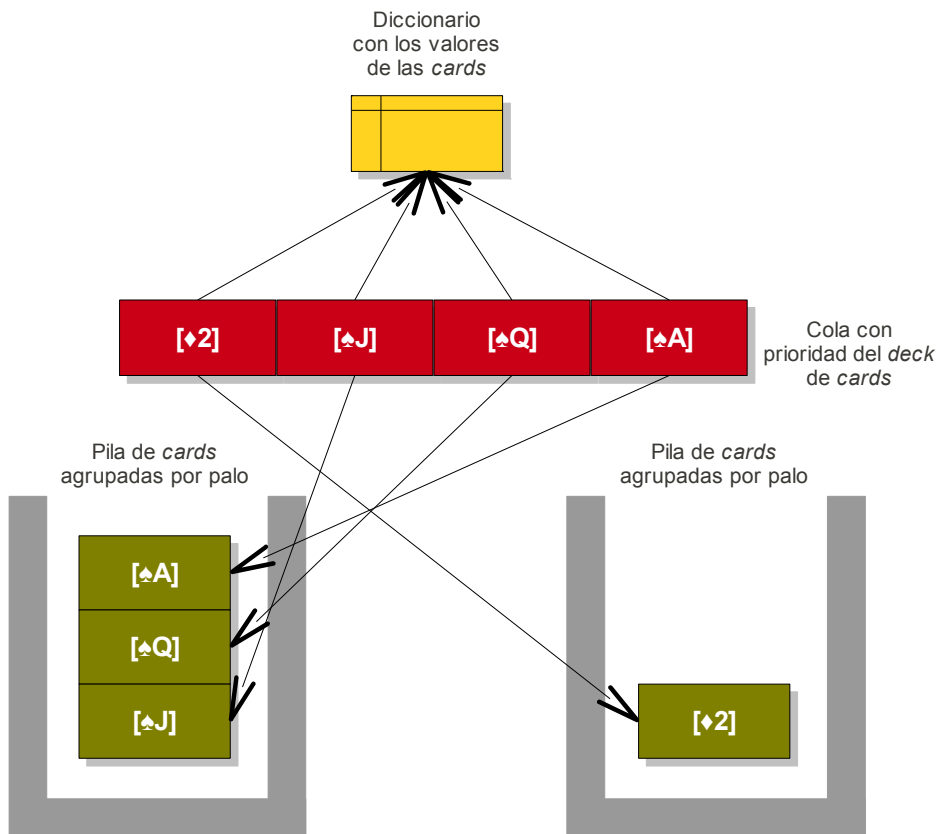 Diccionario
con los valores
de las cards
[♦2]
[♠J]
[♠Q]
[♠A]
Cola con
prioridad del deck
de cards
Pila de cards
agrupadas por palo
Pila de cards
agrupadas por palo
[♠A]
[♠Q]
[♠J]
[♦2]